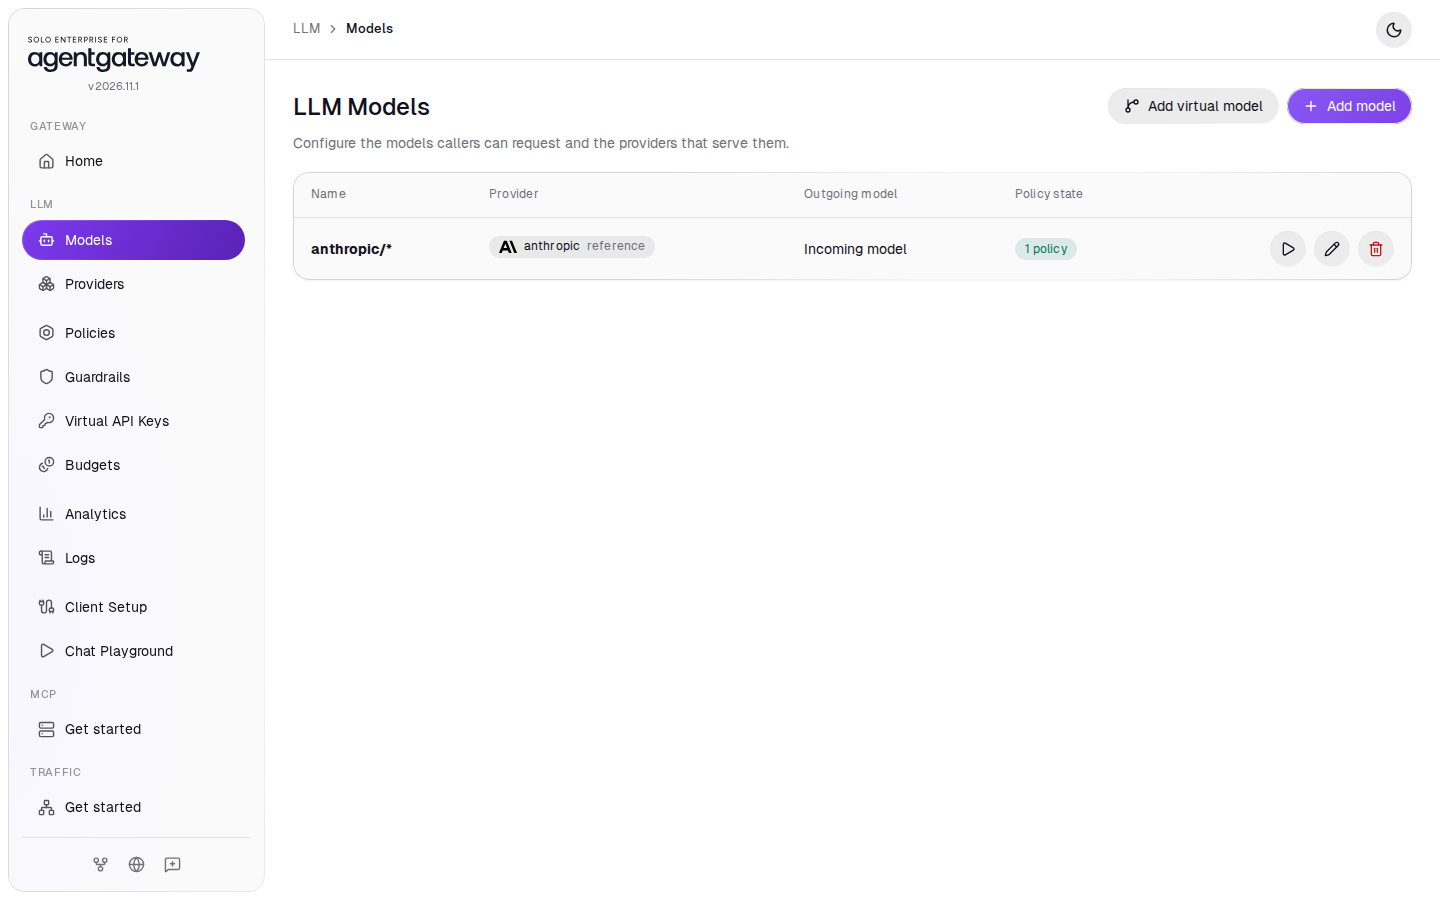 SOLO ENTERPRISE FOR
agentgateway
v2026.11.1
GATEWAY
Home
LLM
Models
Providers
Policies
Guardrails
Virtual API Keys
Budgets
Analytics
Logs
Client Setup
Chat Playground
MCP
Get started
TRAFFIC
Get started
LLM > Models
LLM Models
Add virtual model
Add model
Configure the models callers can request and the providers that serve them.
Name Provider Outgoing model Policy state
anthropic/* anthropic reference Incoming model 1 policy